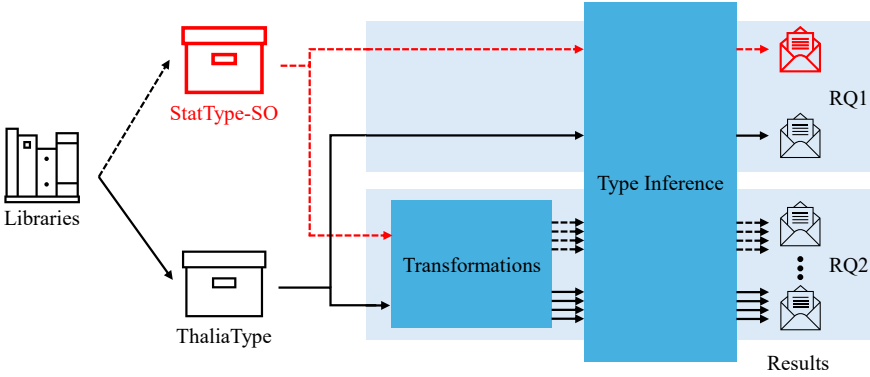 StatType-SO
RQ1
Type Inference
Libraries
Transformations
RQ2
ThaliaType
Results